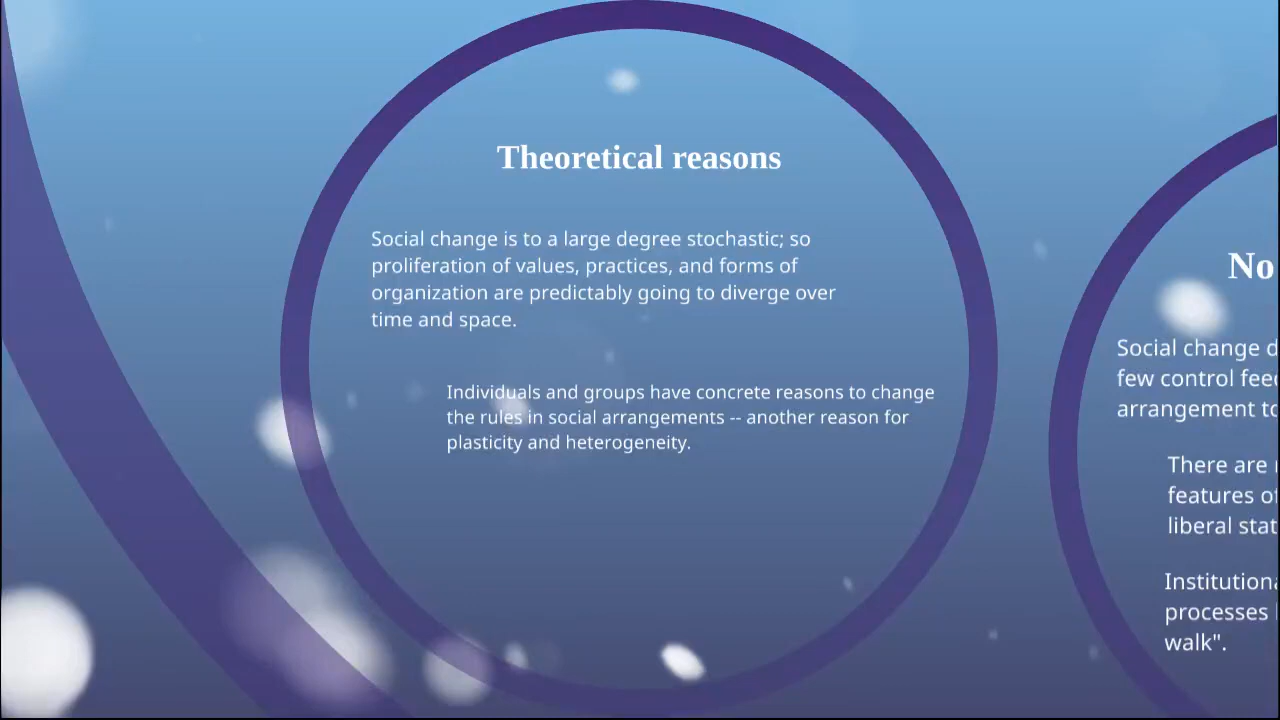 Theoretical reasons
Social change is to a large degree stochastic; so
proliferation of values, practices, and forms of
organization are predictably going to diverge over
time and space.
Individuals and groups have concrete reasons to change
the rules in social arrangements -- another reason for
plasticity and heterogeneity.
No
Social change
few control
arrangement
There are
features
liberal
processes
walk".